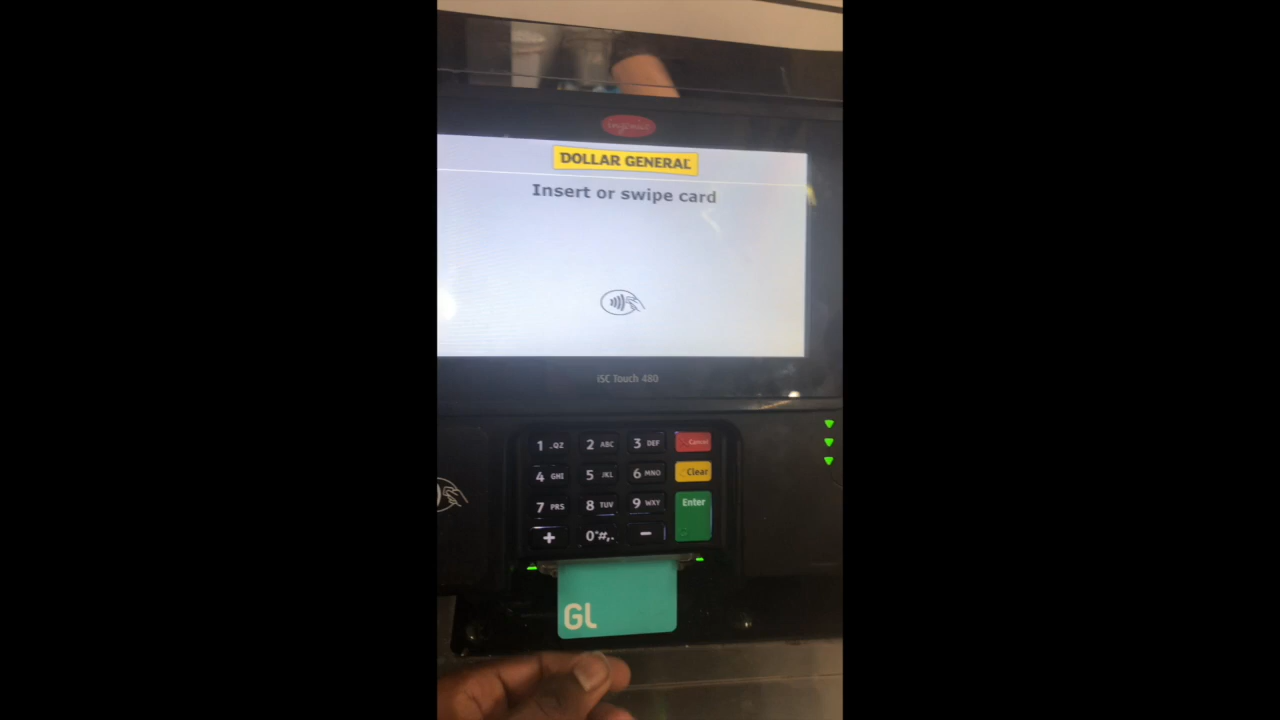 ingenico
DOLLAR GENERAL
Insert or swipe card
iSC Touch 480
1 .QZ 2 ABC 3 DEF Cancel
4 GHI 5 JKL 6 MNO Clear
7 PRS 8 TUV 9 WXY Enter
+ 0*#,. -
GL